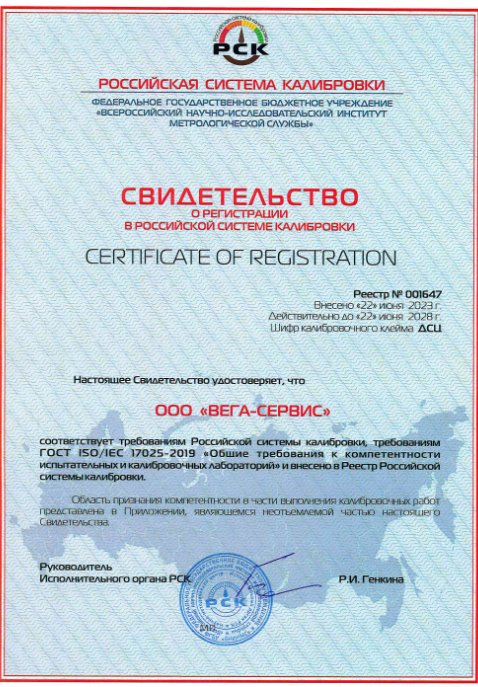 РСК
РОССИЙСКАЯ СИСТЕМА КАЛИБРОВКИ
ФЕДЕРАЛЬНОЕ ГОСУДАРСТВЕННОЕ БЮДЖЕТНОЕ УЧРЕЖДЕНИЕ
«ВСЕРОССИЙСКИЙ НАУЧНО-ИССЛЕДОВАТЕЛЬСКИЙ ИНСТИТУТ
МЕТРОЛОГИЧЕСКОЙ СЛУЖБЫ»
СВИДЕТЕЛЬСТВО
О РЕГИСТРАЦИИ
В РОССИЙСКОЙ СИСТЕМЕ КАЛИБРОВКИ
CERTIFICATE OF REGISTRATION
Реестр № 001647
Внесено «22» июня 2023 г.
Действительно до «22» июня 2028 г.
Шифр калибровочного клейма ДСЦ
Настоящее Свидетельство удостоверяет, что
ООО «ВЕГА-СЕРВИС»
соответствует требованиям Российской системы калибровки, требованиям
ГОСТ ISO/IEC 17025-2019 «Общие требования к компетентности
испытательных и калибровочных лабораторий» и внесено в Реестр Российской
системы калибровки.
Область признания компетентности в части выполнения калибровочных работ
представлена в Приложении, являющемся неотъемлемой частью настоящего
Свидетельства.
Руководитель
Исполнительного органа РСК
Р.И. Генкина
РСК
М.П.